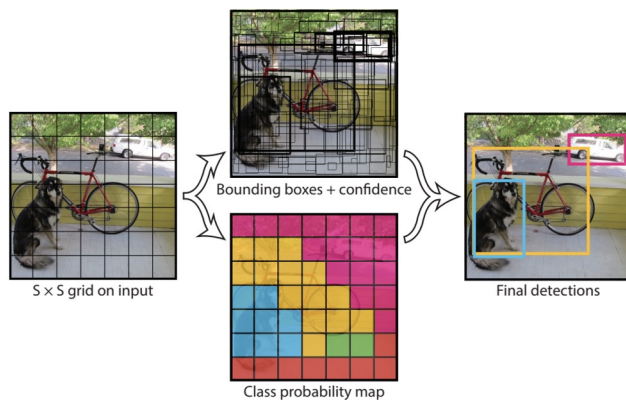 Bounding boxes + confidence
S × S grid on input
Final detections
Class probability map